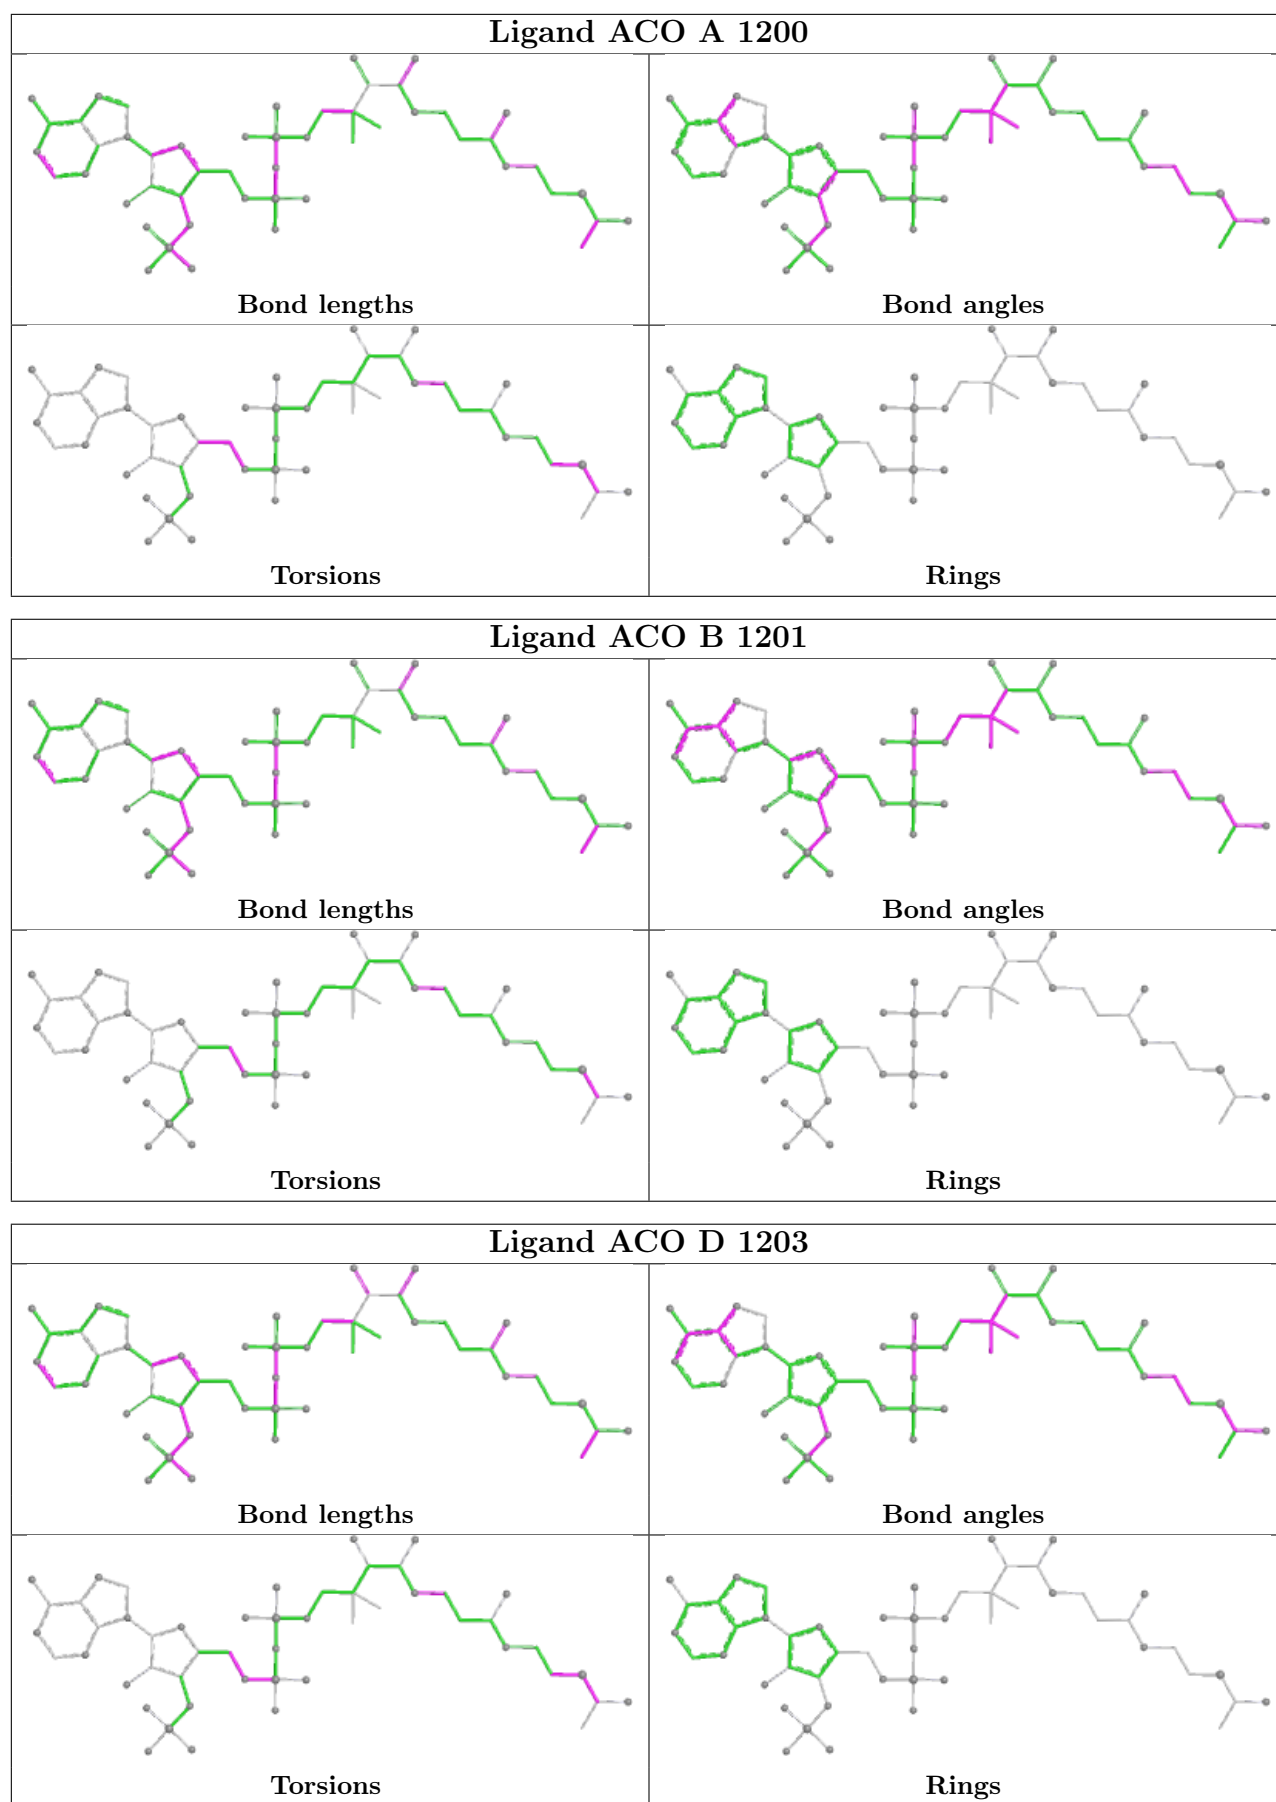 Ligand ACO A 1200
Bond lengths
Bond angles
Torsions
Rings
Ligand ACO B 1201
Bond lengths
Bond angles
Torsions
Rings
Ligand ACO D 1203
Bond lengths
Bond angles
Torsions
Rings